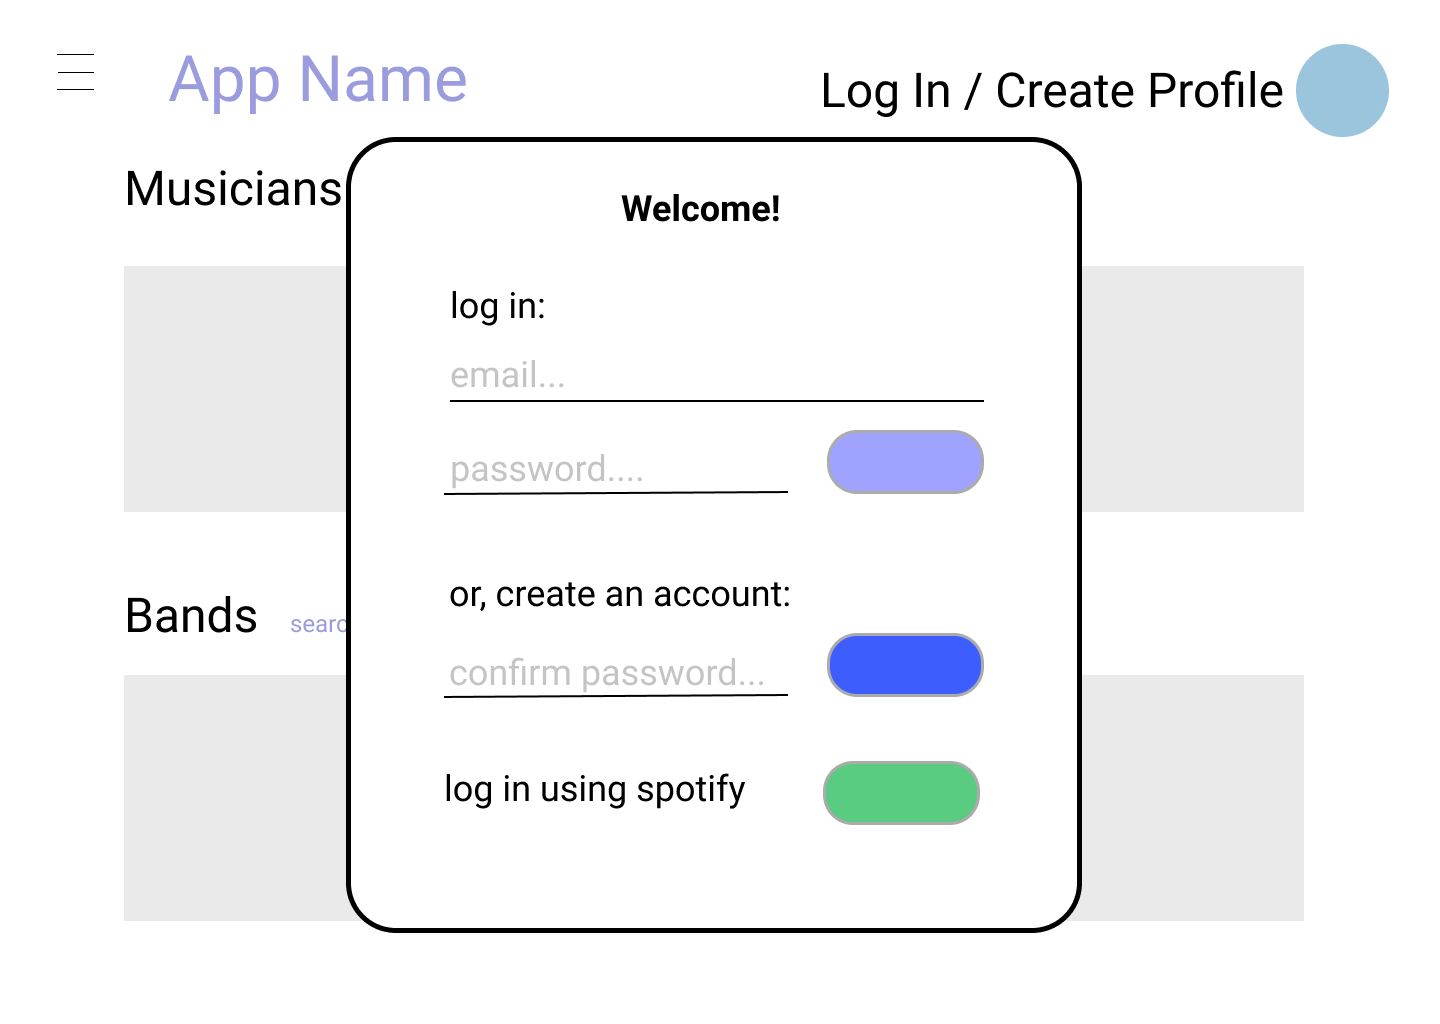 App Name
Log In / Create Profile
Musicians
Welcome!
log in:
email...
password....
or, create an account:
Bands
searc
confirm password...
log in using spotify